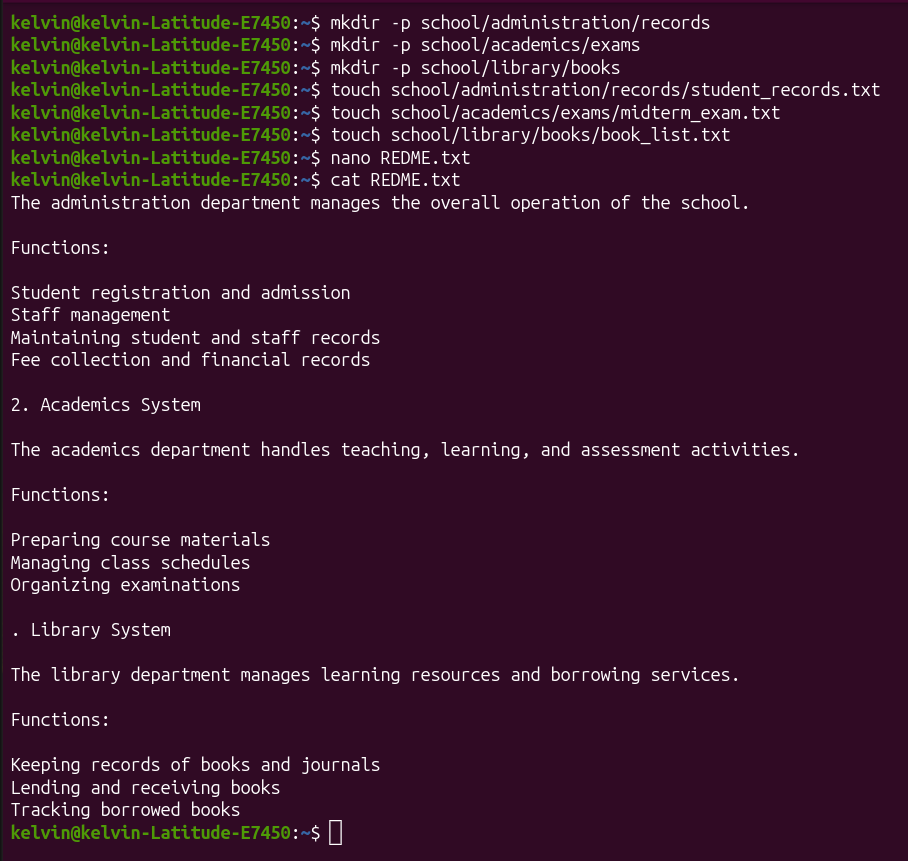 kelvin@kelvin-Latitude-E7450:~$ mkdir -p school/administration/records
kelvin@kelvin-Latitude-E7450:~$ mkdir -p school/academics/exams
kelvin@kelvin-Latitude-E7450:~$ mkdir -p school/library/books
kelvin@kelvin-Latitude-E7450:~$ touch school/administration/records/student_records.txt
kelvin@kelvin-Latitude-E7450:~$ touch school/academics/exams/midterm_exam.txt
kelvin@kelvin-Latitude-E7450:~$ touch school/library/books/book_list.txt
kelvin@kelvin-Latitude-E7450:~$ nano REDME.txt
kelvin@kelvin-Latitude-E7450:~$ cat REDME.txt
The administration department manages the overall operation of the school.
Functions:
Student registration and admission
Staff management
Maintaining student and staff records
Fee collection and financial records
2. Academics System
The academics department handles teaching, learning, and assessment activities.
Functions:
Preparing course materials
Managing class schedules
Organizing examinations
. Library System
The library department manages learning resources and borrowing services.
Functions:
Keeping records of books and journals
Lending and receiving books
Tracking borrowed books
kelvin@kelvin-Latitude-E7450:~$